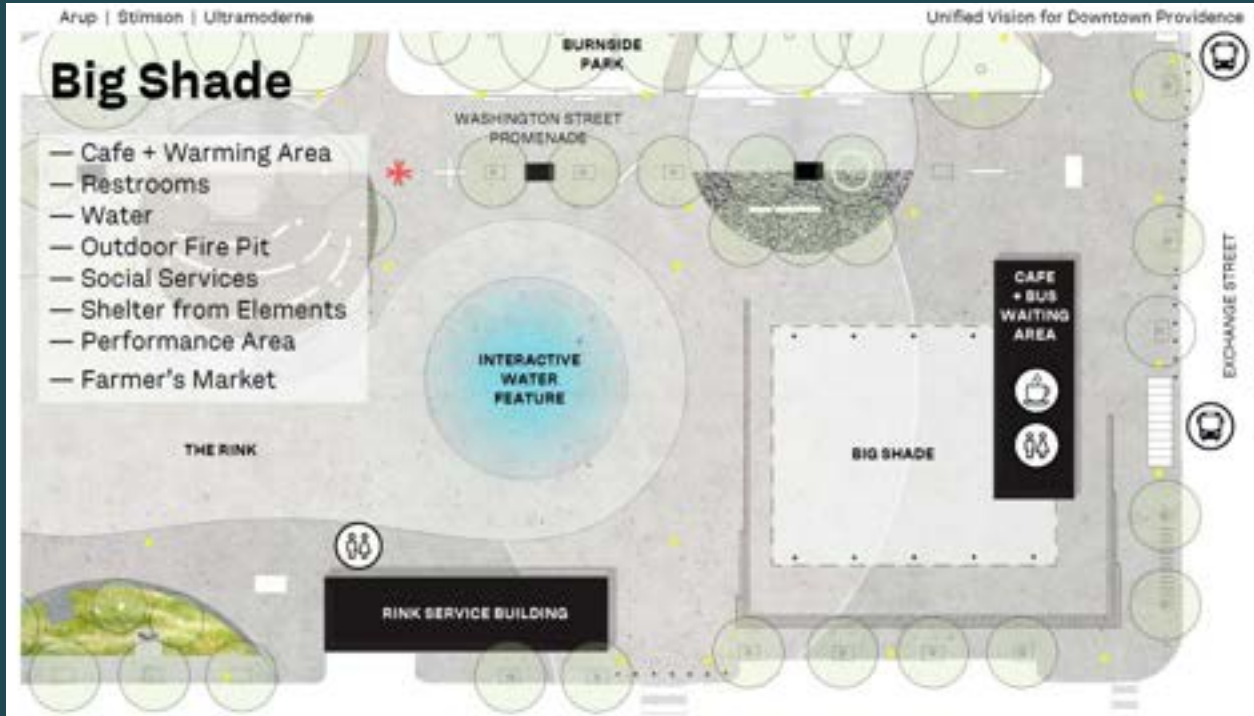 Arup | Stimson | Ultramoderne
Unified Vision for Downtown Providence
Big Shade
— Cafe + Warming Area
— Restrooms
— Water
— Outdoor Fire Pit
— Social Services
— Shelter from Elements
— Performance Area
— Farmer's Market
BURNSIDE
PARK
WASHINGTON STREET
PROMENADE
CAFE
+ BUS
WAITING
AREA
EXCHANGE STREET
INTERACTIVE
WATER
FEATURE
THE RINK
BIG SHADE
RINK SERVICE BUILDING